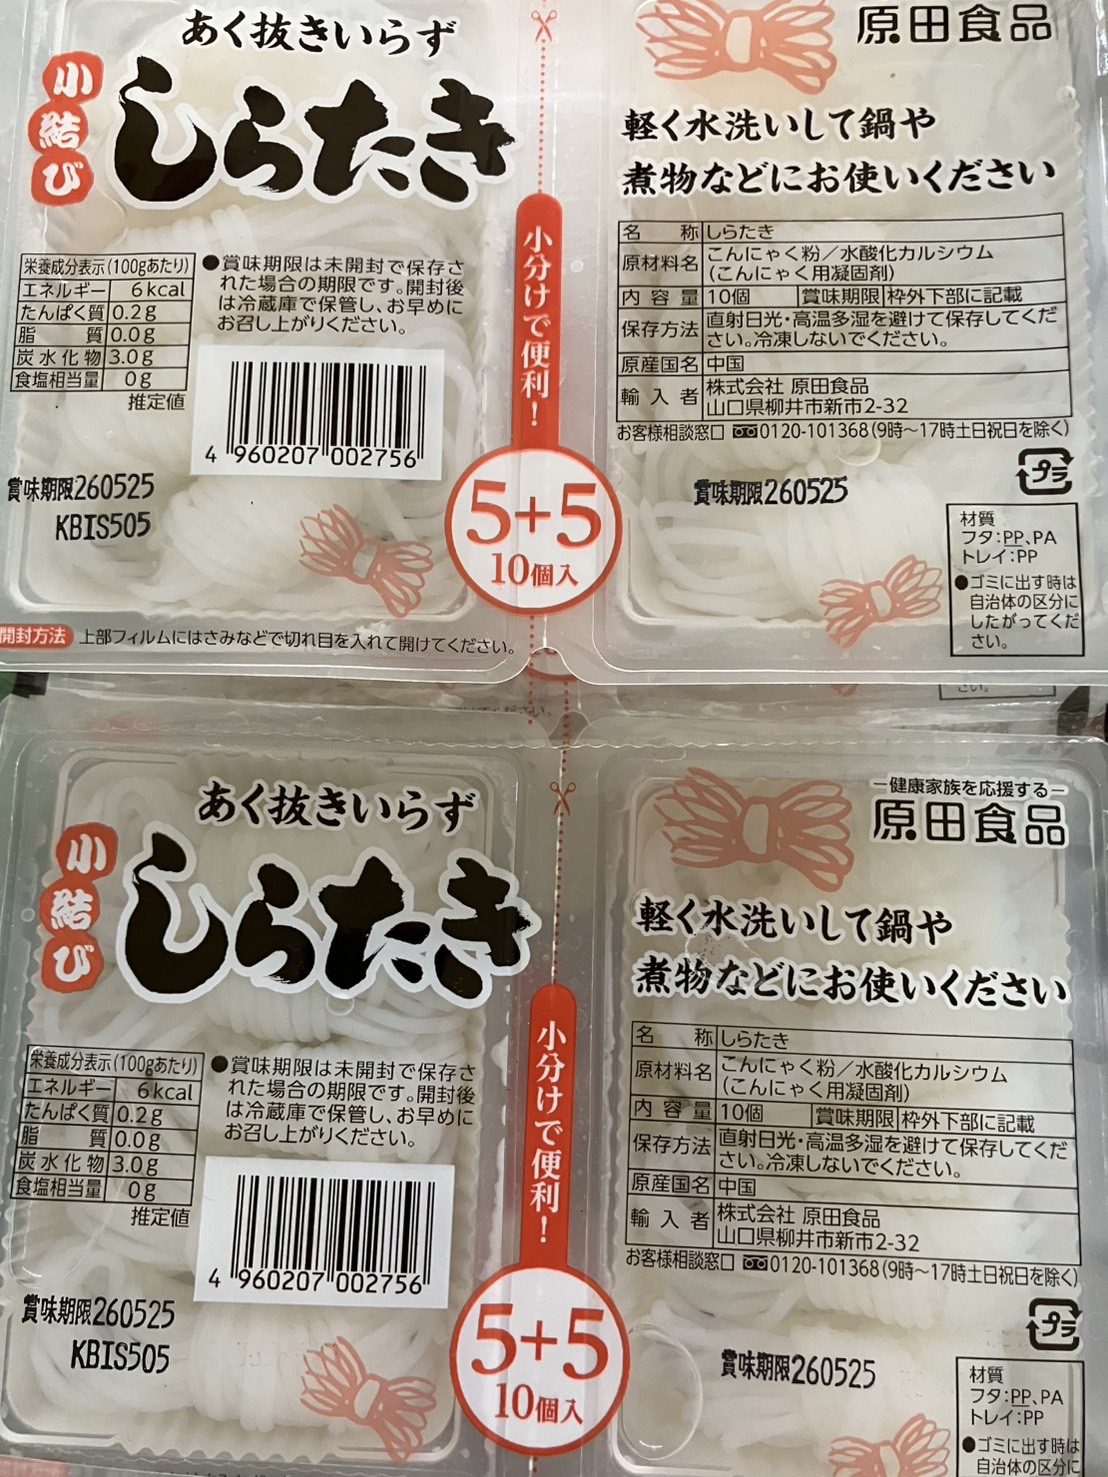 あく抜きいらず
小結び
しらたき
栄養成分表示(100gあたり)
エネルギー 6kcal
たんぱく質 0.2g
脂質 0.0g
炭水化物 3.0g
食塩相当量 0g
推定値
●賞味期限は未開封で保存さ
れた場合の期限です。開封後
は冷蔵庫で保管し、お早めに
お召し上がりください。
4 960207 002756
賞味期限260525
KBIS505
開封方法 上部フィルムにはさみなどで切れ目を入れて開けてください。
小分けで便利!
5+5
10個入
原田食品
軽く水洗いして鍋や
煮物などにお使いください
名称 しらたき
原材料名 こんにゃく粉/水酸化カルシウム
(こんにゃく用凝固剤)
内容量 10個 賞味期限 枠外下部に記載
保存方法 直射日光・高温多湿を避けて保存してくだ
さい。冷凍しないでください。
原産国名 中国
輸入者 株式会社 原田食品
山口県柳井市新市2-32
お客様相談窓口 0120-101368(9時〜17時土日祝日を除く)
賞味期限260525
プラ
材質
フタ:PP、PA
トレイ:PP
●ゴミに出す時は
自治体の区分に
したがってくだ
さい。
あく抜きいらず
小結び
しらたき
栄養成分表示(100gあたり)
エネルギー 6kcal
たんぱく質 0.2g
脂質 0.0g
炭水化物 3.0g
食塩相当量 0g
推定値
●賞味期限は未開封で保存さ
れた場合の期限です。開封後
は冷蔵庫で保管し、お早めに
お召し上がりください。
4 960207 002756
賞味期限260525
KBIS505
小分けで便利!
5+5
10個入
―健康家族を応援する―
原田食品
軽く水洗いして鍋や
煮物などにお使いください
名称 しらたき
原材料名 こんにゃく粉/水酸化カルシウム
(こんにゃく用凝固剤)
内容量 10個 賞味期限 枠外下部に記載
保存方法 直射日光・高温多湿を避けて保存してくだ
さい。冷凍しないでください。
原産国名 中国
輸入者 株式会社 原田食品
山口県柳井市新市2-32
お客様相談窓口 0120-101368(9時〜17時土日祝日を除く)
賞味期限260525
プラ
材質
フタ:PP、PA
トレイ:PP
●ゴミに出す時は
自治体の区分に